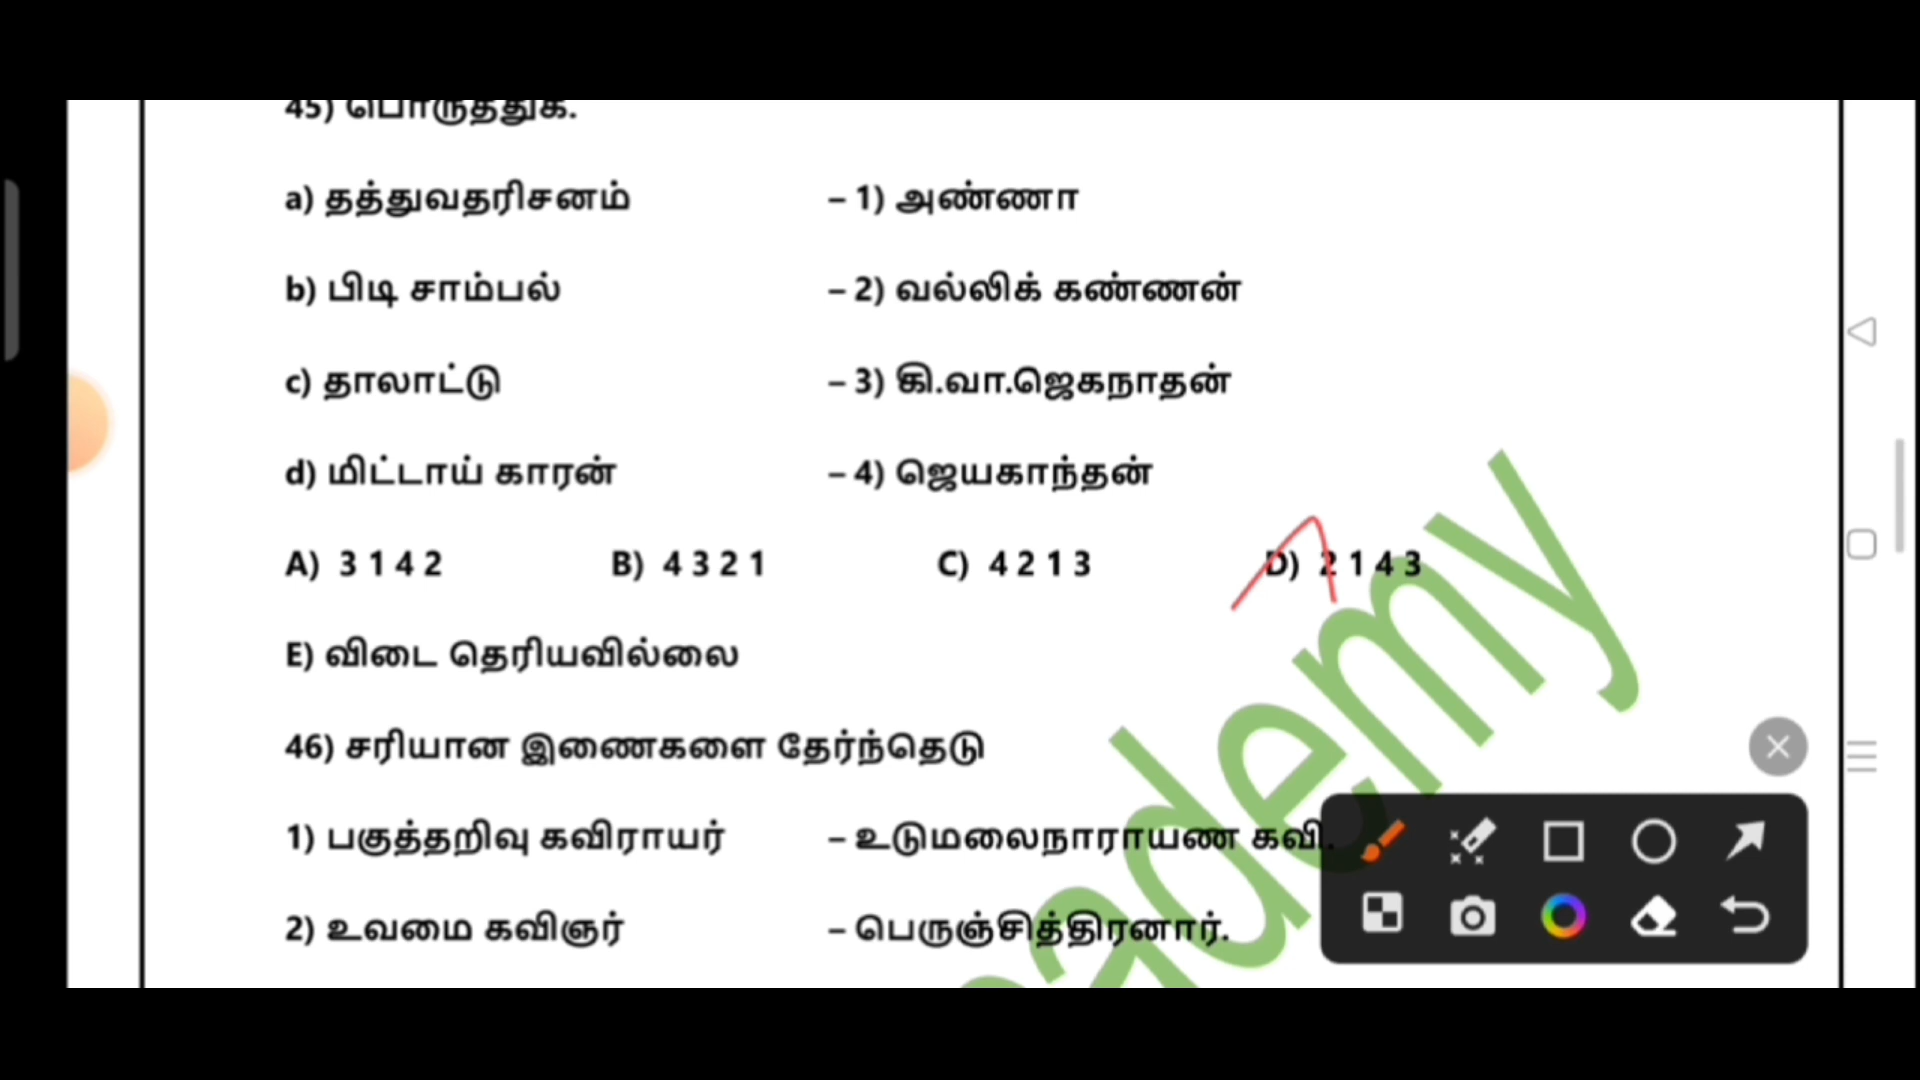 45) பொருத்துக.
a) தத்துவதரிசனம் – 1) அண்ணா
b) பிடி சாம்பல் – 2) வல்லிக் கண்ணன்
c) தாலாட்டு – 3) கி.வா.ஜெகநாதன்
d) மிட்டாய் காரன் – 4) ஜெயகாந்தன்
A) 3 1 4 2 B) 4 3 2 1 C) 4 2 1 3 D) 2 1 4 3
E) விடை தெரியவில்லை
46) சரியான இணைகளை தேர்ந்தெடு
1) பகுத்தறிவு கவிராயர் – உடுமலைநாராயண கவி.
2) உவமை கவிஞர் – பெருஞ்சித்திரனார்.
ademy